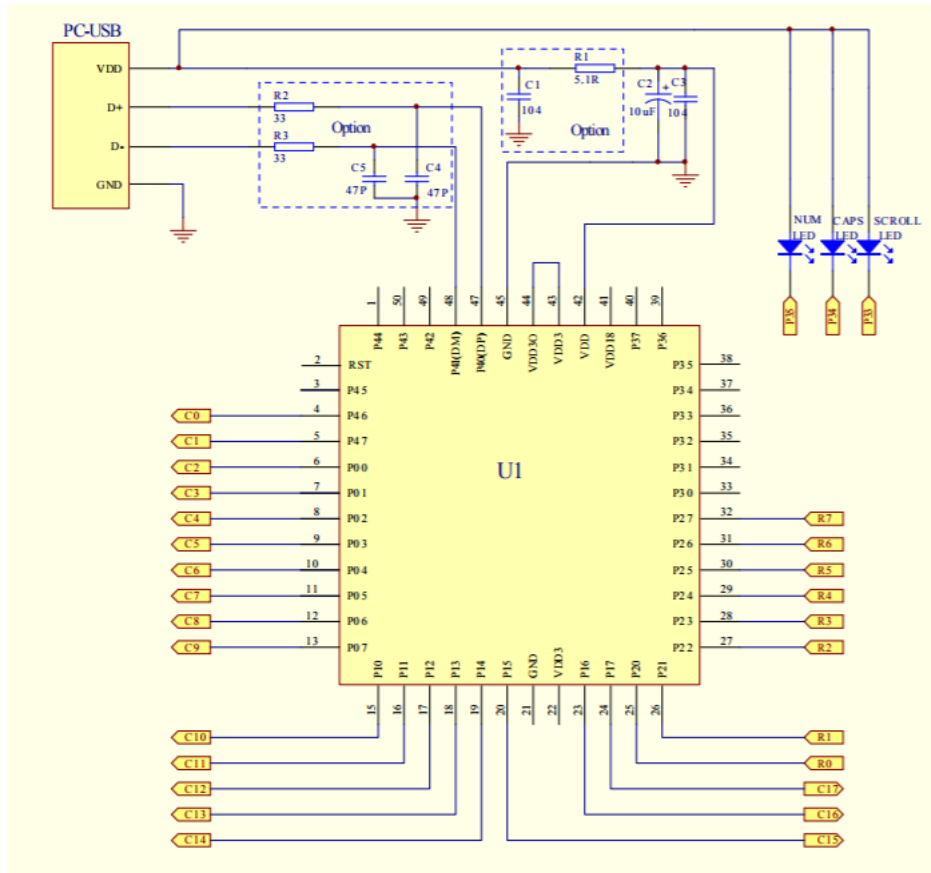 PC-USB
VDD
D+
D-
GND
R2
33
R3
33
Option
C5
47P
C4
47P
C1
104
R1
5.1R
Option
C2
+
10uF
C3
104
NUM
LED
CAPS
LED
SCROLL
LED
P35
P34
P33
1
50
49
48
47
45
44
43
42
41
40
39
P44
P43
P42
P41(DM)
P40(DP)
GND
VDD3O
VDD3
VDD
VDD18
P37
P36
2 RST
3 P45
C0 4 P46
C1 5 P47
C2 6 P00
C3 7 P01
C4 8 P02
C5 9 P03
C6 10 P04
C7 11 P05
C8 12 P06
C9 13 P07
U1
P35 38
P34 37
P33 36
P32 35
P31 34
P30 33
P27 32 R7
P26 31 R6
P25 30 R5
P24 29 R4
P23 28 R3
P22 27 R2
P10
P11
P12
P13
P14
P15
GND
VDD3
P16
P17
P20
P21
15
16
17
18
19
20
21
22
23
24
25
26
C10
C11
C12
C13
C14
R1
R0
C17
C16
C15